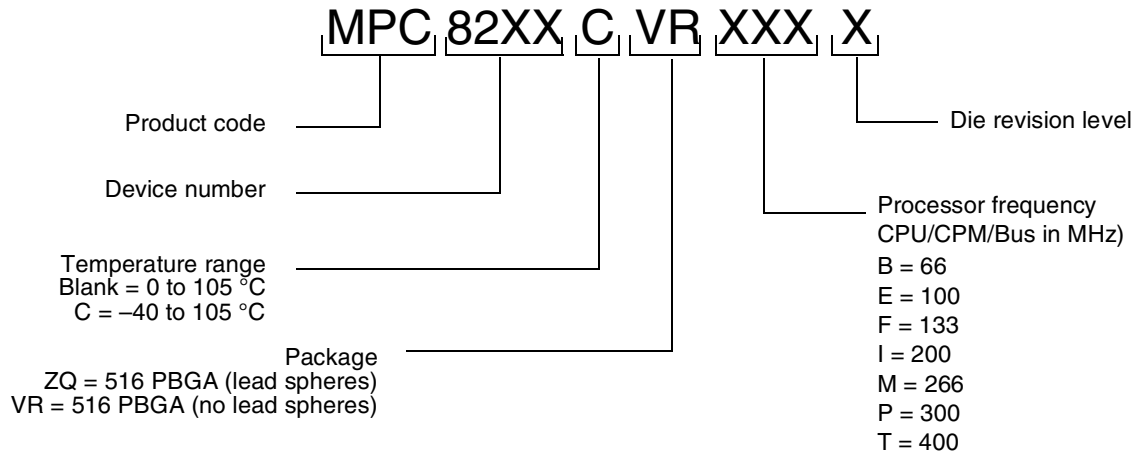 MPC 82XX C VR XXX X
Product code
Die revision level
Device number
Processor frequency
CPU/CPM/Bus in MHz)
B = 66
E = 100
F = 133
I = 200
M = 266
P = 300
T = 400
Temperature range
Blank = 0 to 105 °C
C = –40 to 105 °C
Package
ZQ = 516 PBGA (lead spheres)
VR = 516 PBGA (no lead spheres)